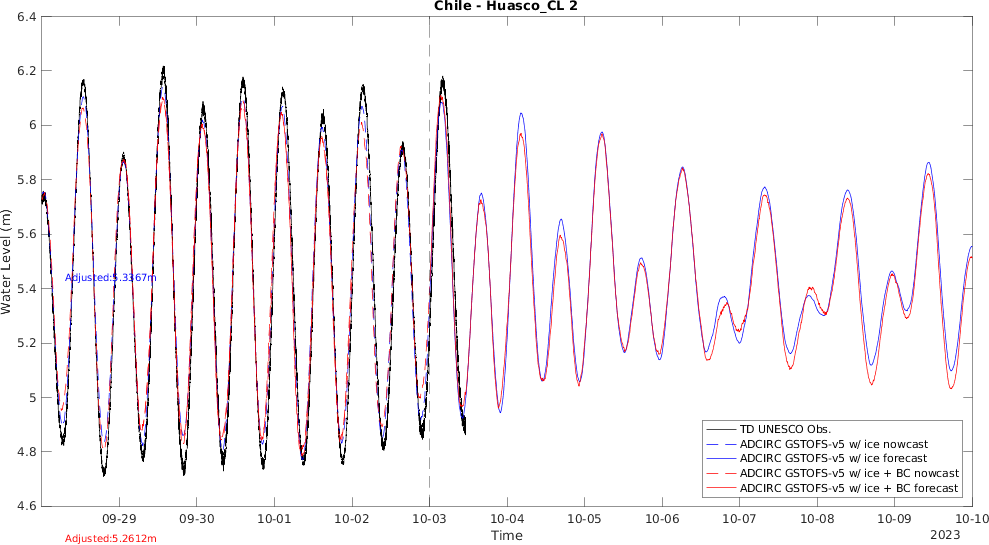 Chile - Huasco_CL 2
6.4
6.2
6
5.8
5.6
5.4
5.2
5
4.8
4.6
Water Level (m)
Adjusted:5.3367m
TD UNESCO Obs.
ADCIRC GSTOFS-v5 w/ ice nowcast
ADCIRC GSTOFS-v5 w/ ice forecast
ADCIRC GSTOFS-v5 w/ ice + BC nowcast
ADCIRC GSTOFS-v5 w/ ice + BC forecast
09-29 09-30 10-01 10-02 10-03 10-04 10-05 10-06 10-07 10-08 10-09 10-10
Time
2023
Adjusted:5.2612m